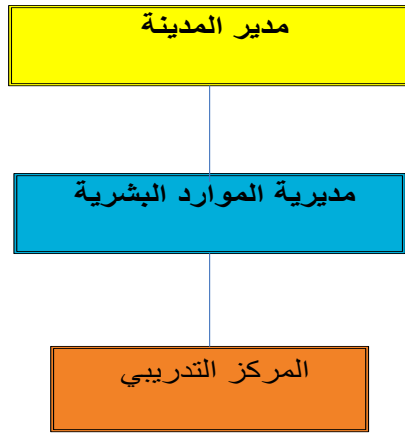 مدير المدينة
مديرية الموارد البشرية
المركز التدريبي